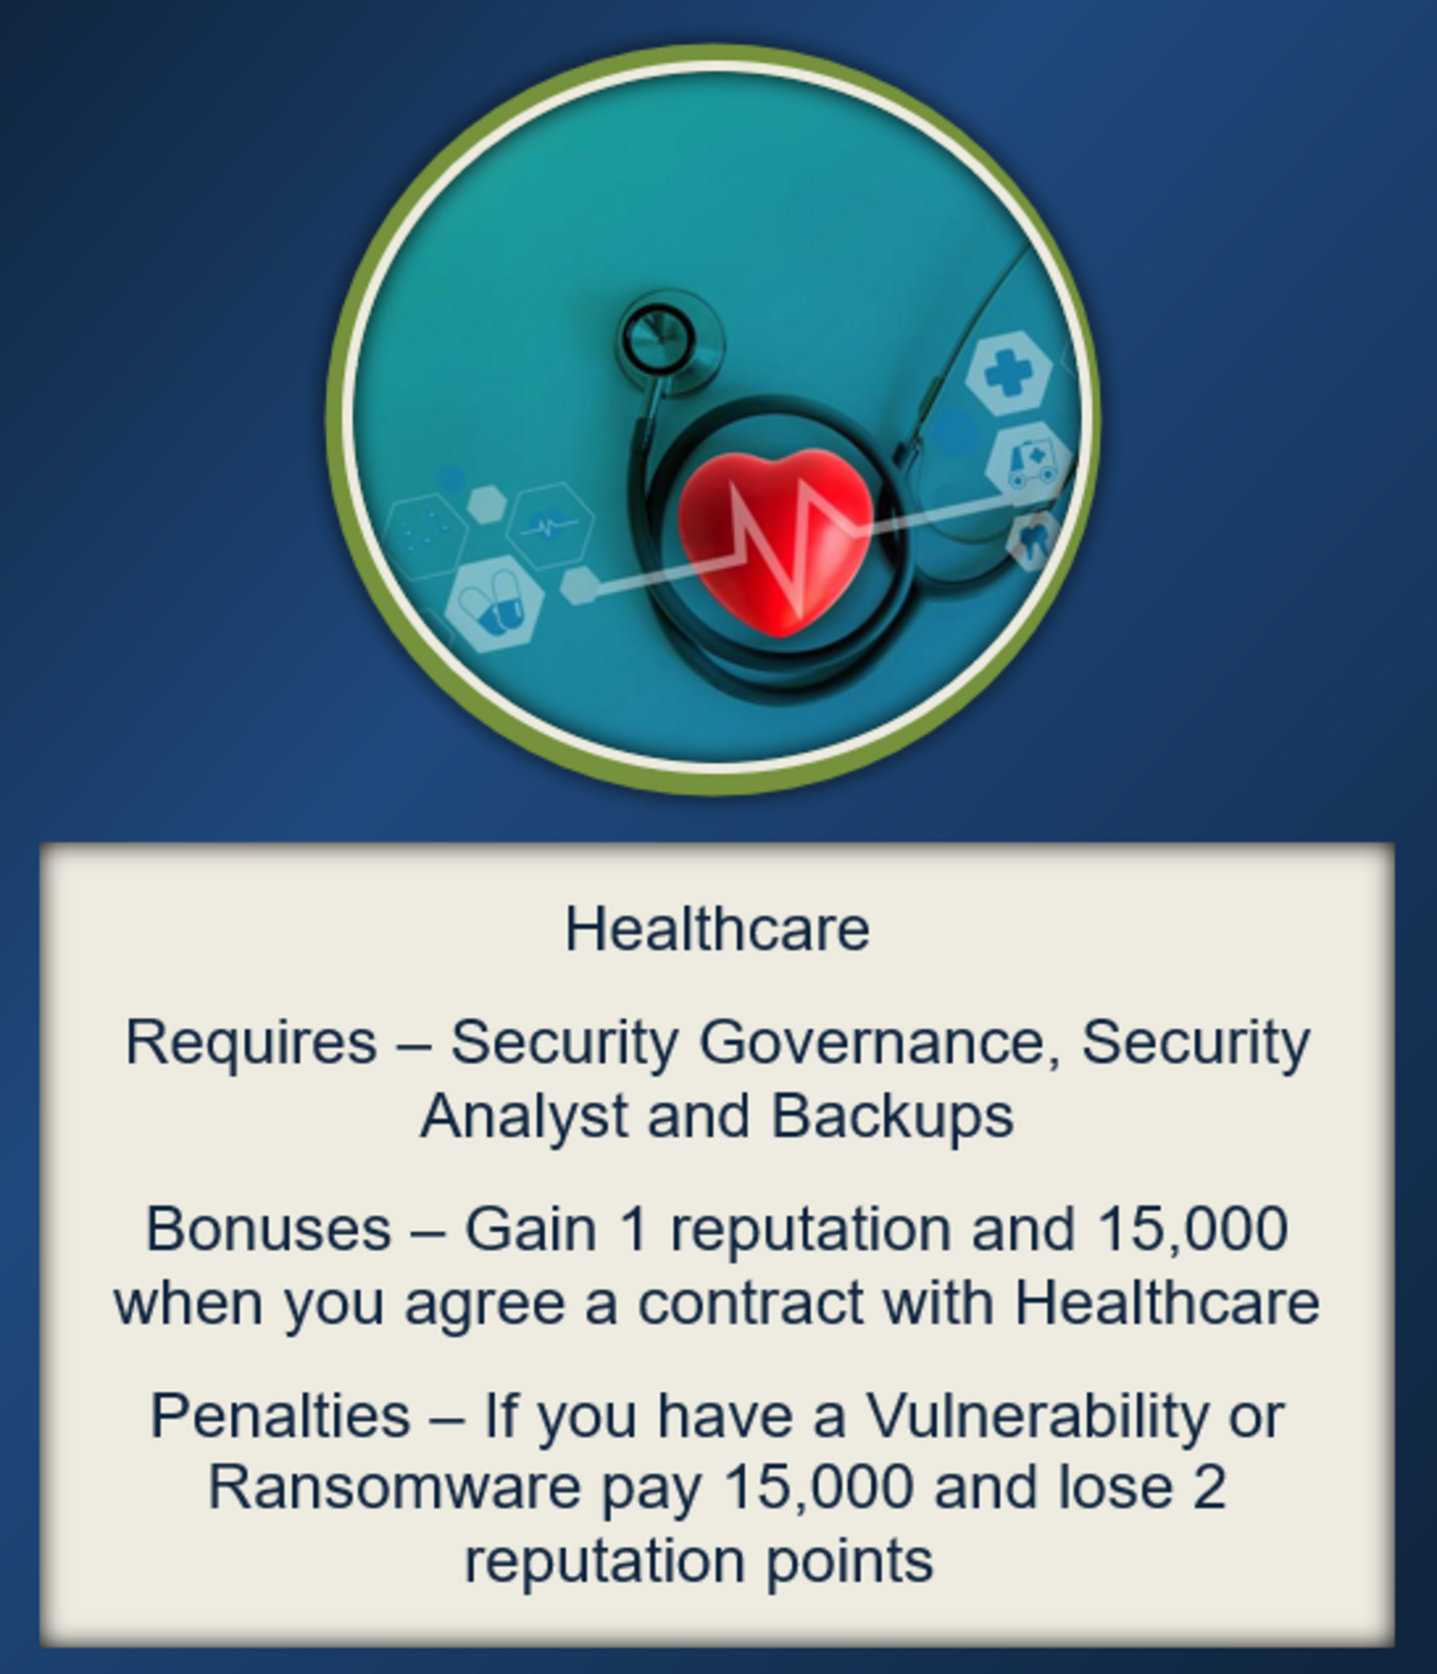 Healthcare
Requires – Security Governance, Security
Analyst and Backups
Bonuses – Gain 1 reputation and 15,000
when you agree a contract with Healthcare
Penalties – If you have a Vulnerability or
Ransomware pay 15,000 and lose 2
reputation points